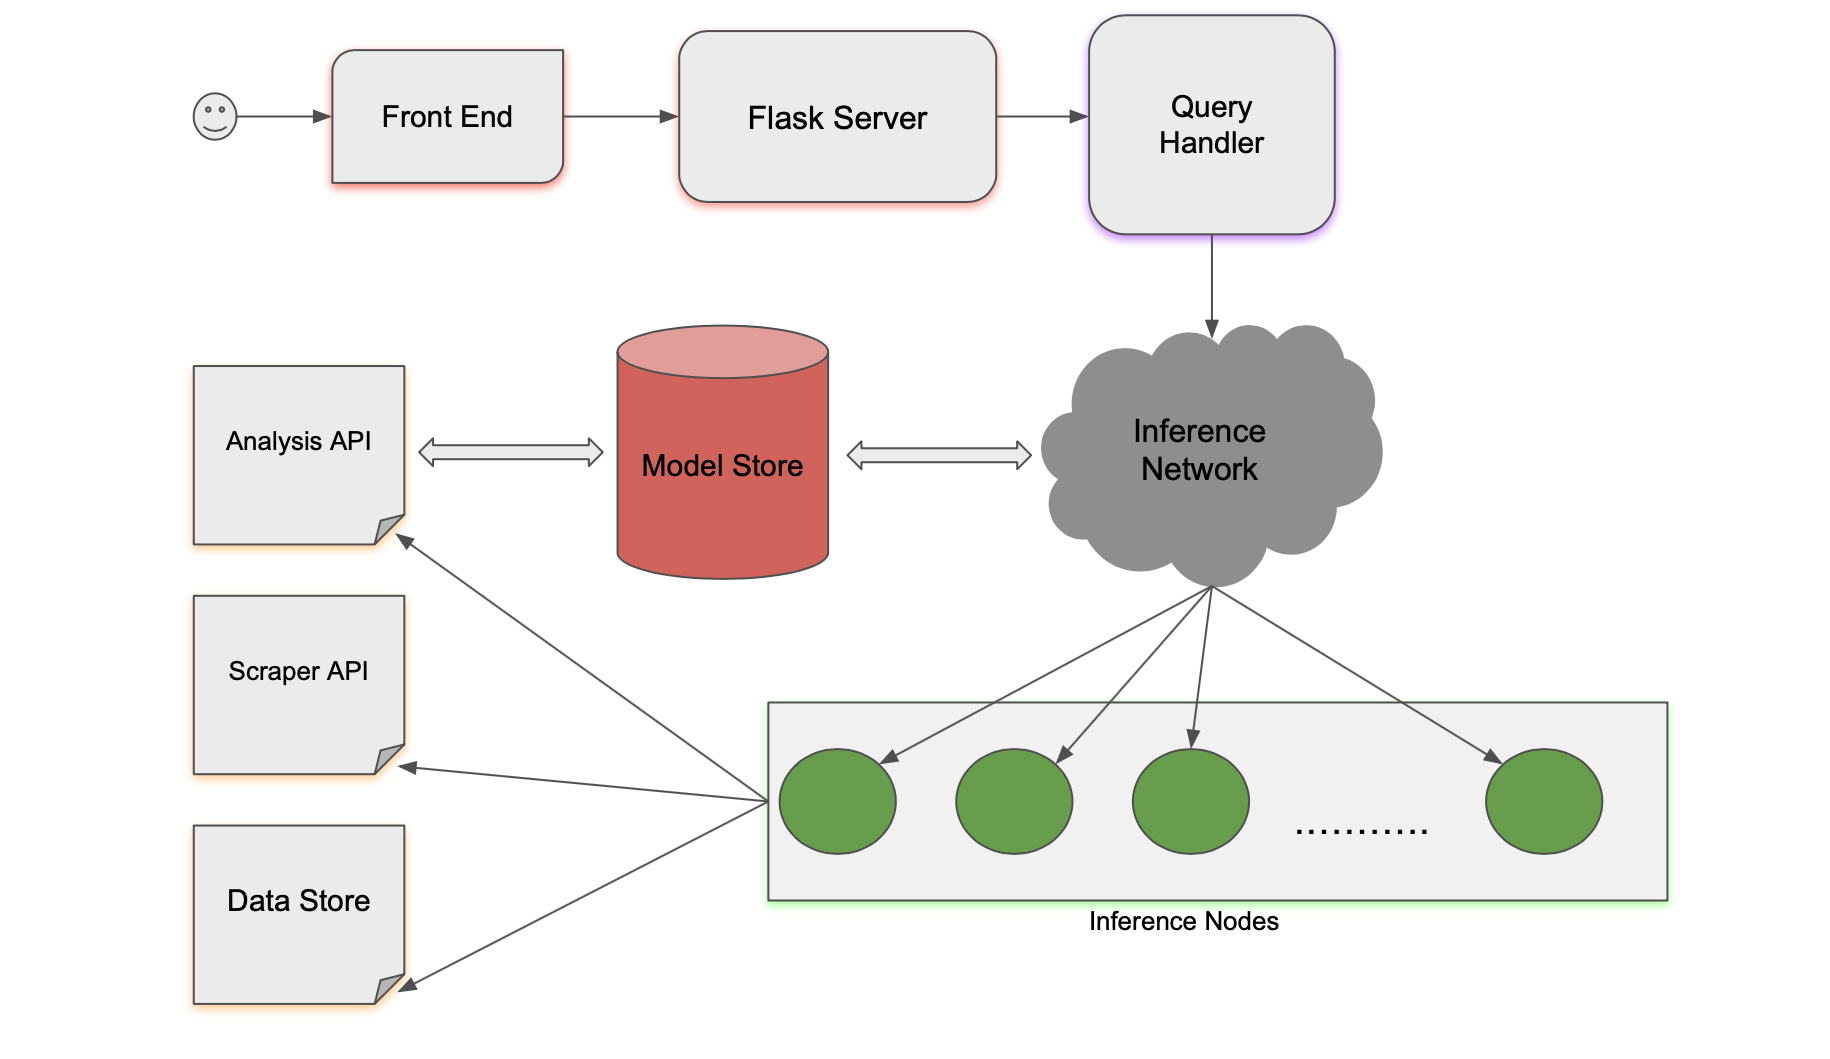 Front End
Flask Server
Query
Handler
Analysis API
Model Store
Inference
Network
Scraper API
Data Store
...........
Inference Nodes